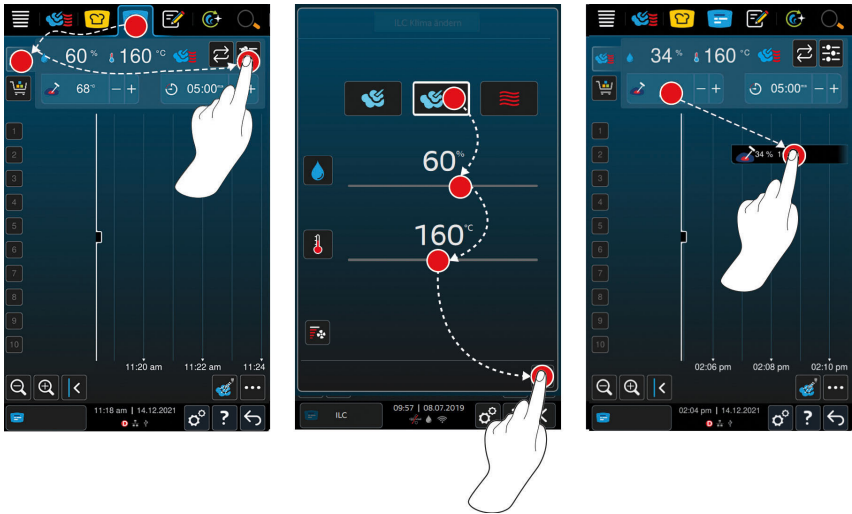 60 %
160 °C
68°
- +
05:00
+
1
2
3
4
5
6
7
8
9
10
11:20 am
11:22 am
11:24
11:18 am | 14.12.2021
D
?
ILC Klima ändern
60%
160°C
ILC
09:57 | 08.07.2019
34 %
160 °C
- +
05:00
- +
1
2
34 % 1
3
4
5
6
7
8
9
10
02:06 pm
02:08 pm
02:10 pm
02:04 pm | 14.12.2021
D
?